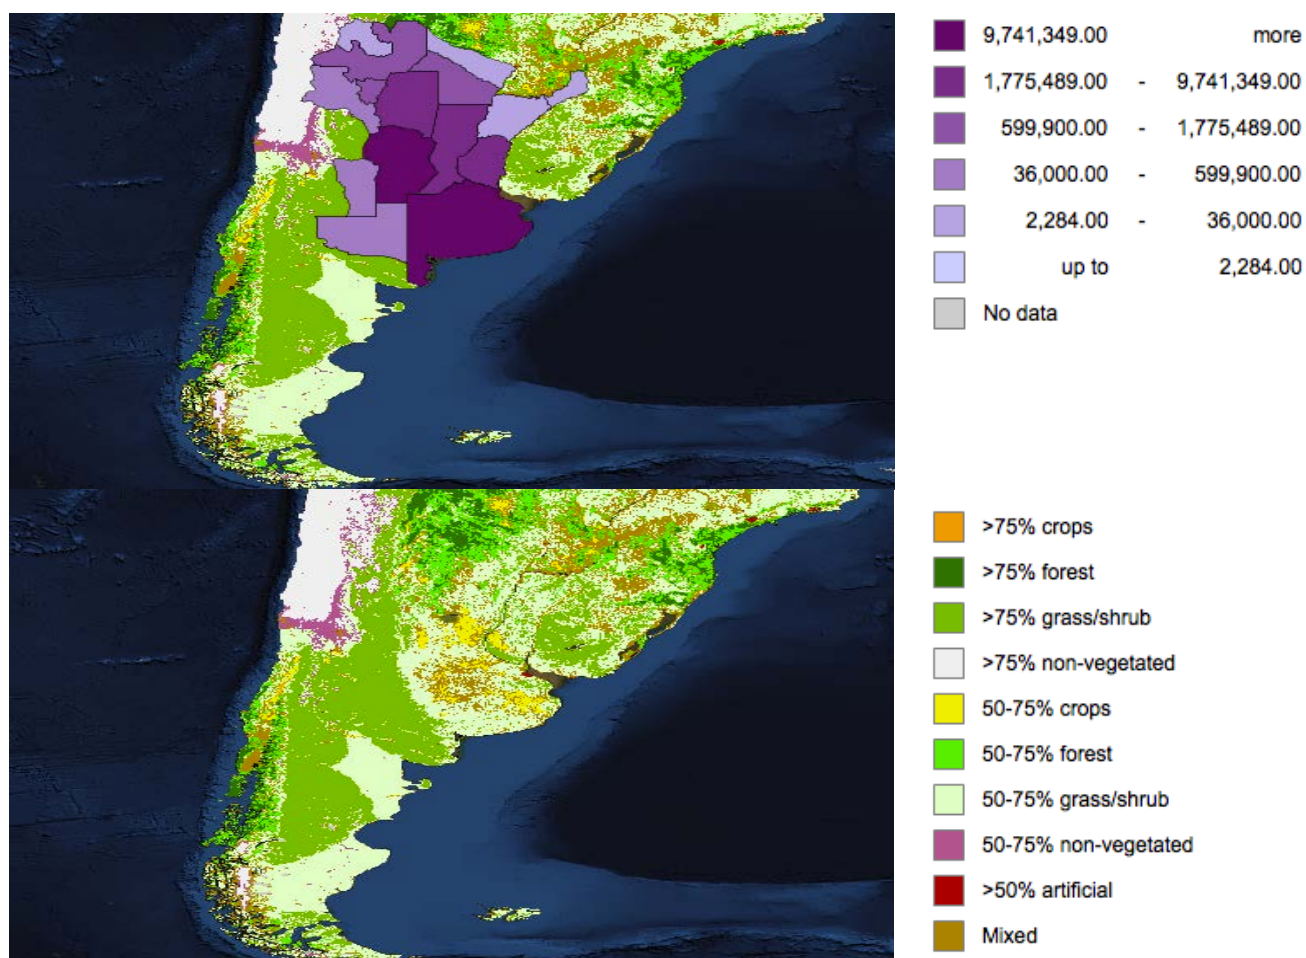 9,741,349.00 more
1,775,489.00 - 9,741,349.00
599,900.00 - 1,775,489.00
36,000.00 - 599,900.00
2,284.00 - 36,000.00
up to 2,284.00
No data
>75% crops
>75% forest
>75% grass/shrub
>75% non-vegetated
50-75% crops
50-75% forest
50-75% grass/shrub
50-75% non-vegetated
>50% artificial
Mixed